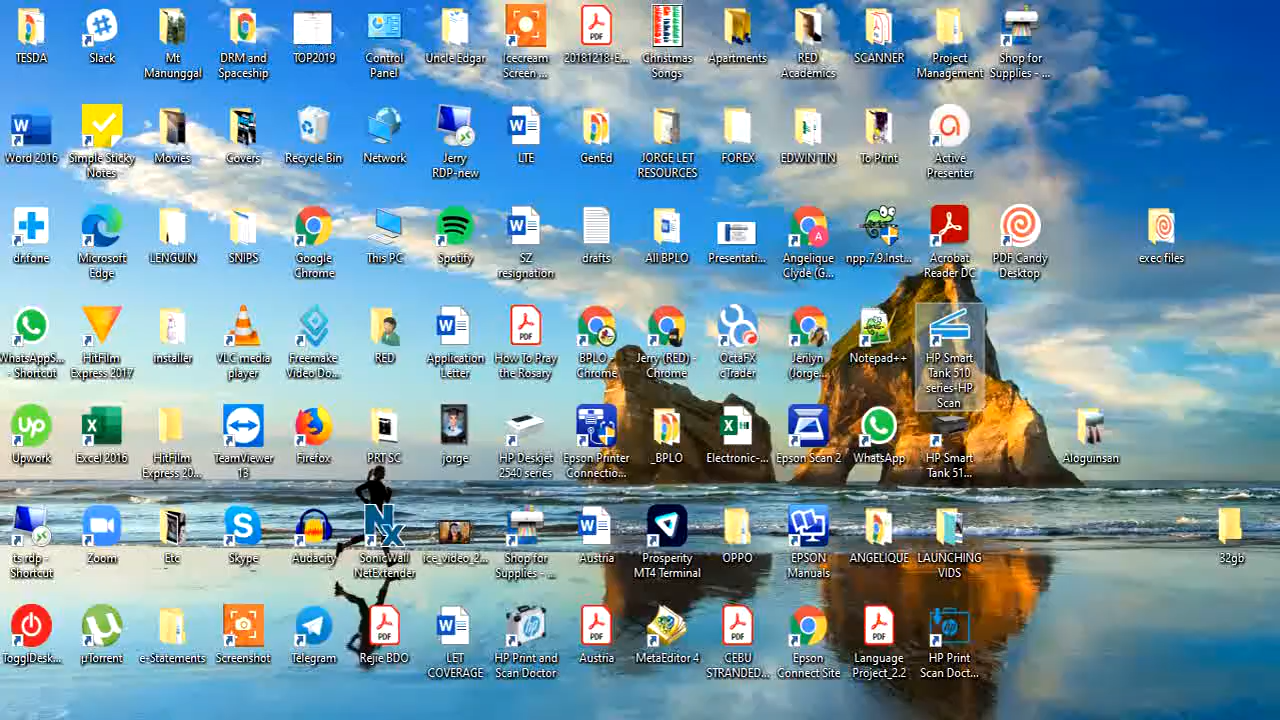 TESDA
Slack
Mt
Manunggal
DRM and
Spaceship
TOP2019
Control
Panel
Uncle Edgar
Icecream
Screen ...
20181218-E...
Christmas
Songs
Apartments
RED
Academics
SCANNER
Project
Management
Shop for
Supplies - ...
Word 2016
Simple Sticky
Notes
Movies
Covers
Recycle Bin
Network
Jerry
RDP-new
LTE
GenEd
JORGE LET
RESOURCES
FOREX
EDWIN TIN
To Print
Active
Presenter
drfone
Microsoft
Edge
LENGUIN
SNIPS
Google
Chrome
This PC
Spotify
SZ
resignation
drafts
All BPLO
Presentati...
Angelique
Clyde (G...
npp.7.9.Inst...
Acrobat
Reader DC
PDF Candy
Desktop
exec files
WhatsAppS...
- Shortcut
HitFilm
Express 2017
installer
VLC media
player
Freemake
Video Do...
RED
Application
Letter
How To Pray
the Rosary
BPLO -
Chrome
Jerry (RED) -
Chrome
OctaFX
cTrader
Jerilyn
(Jorge...
Notepad++
HP Smart
Tank 510
series-HP
Scan
Upwork
Excel 2016
HitFilm
Express 20...
TeamViewer
13
Firefox
PRTSC
jorge
HP Deskjet
2540 series
Epson Printer
Connectio...
_BPLO
Electronic-...
Epson Scan 2
WhatsApp
HP Smart
Tank 51...
Aloguinsan
ts rdp -
Shortcut
Zoom
Etc
Skype
Audacity
SonicWall
NetExtender
ice_video_2...
Shop for
Supplies - ...
Austria
Prosperity
MT4 Terminal
OPPO
EPSON
Manuals
ANGELIQUE
LAUNCHING
VIDS
32gb
TogglDesk...
µTorrent
e-Statements
Screenshot
Telegram
Rejie BDO
LET
COVERAGE
HP Print and
Scan Doctor
Austria
MetaEditor 4
CEBU
STRANDED...
Epson
Connect Site
Language
Project_2.2
HP Print
Scan Doct...